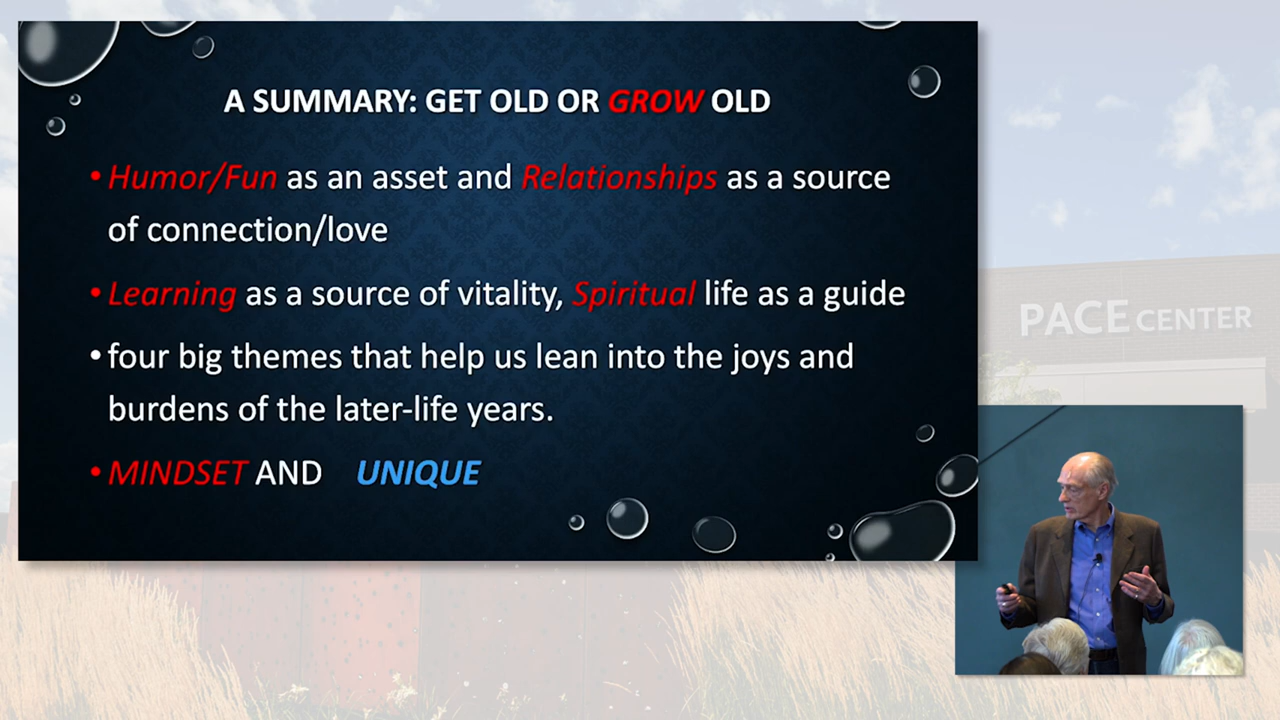 A SUMMARY: GET OLD OR GROW OLD
• Humor/Fun as an asset and Relationships as a source
of connection/love
• Learning as a source of vitality, Spiritual life as a guide
• four big themes that help us lean into the joys and
burdens of the later-life years.
• MINDSET AND UNIQUE
PACE CENTER